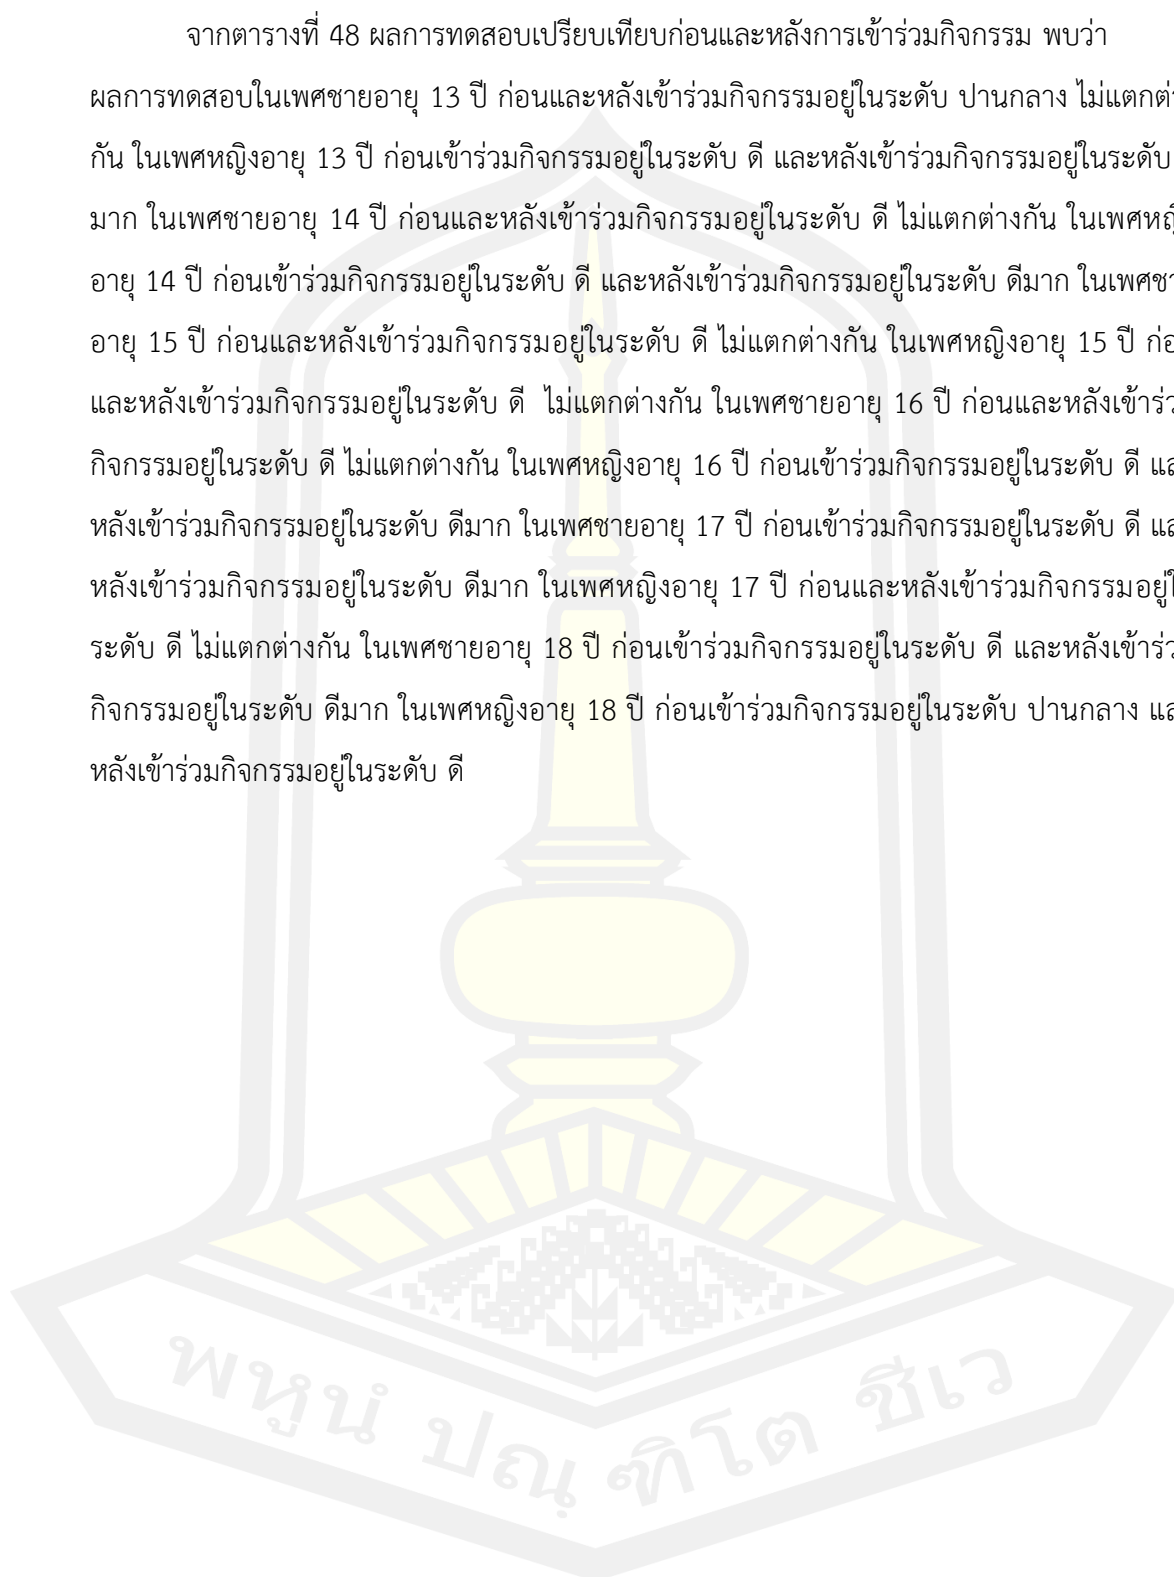 จากตารางที่ 48 ผลการทดสอบเปรียบเทียบก่อนและหลังการเข้าร่วมกิจกรรม พบว่า
ผลการทดสอบในเพศชายอายุ 13 ปี ก่อนและหลังเข้าร่วมกิจกรรมอยู่ในระดับ ปานกลาง ไม่แตกต่
กัน ในเพศหญิงอายุ 13 ปี ก่อนเข้าร่วมกิจกรรมอยู่ในระดับ ดี และหลังเข้าร่วมกิจกรรมอยู่ในระดับ
มาก ในเพศชายอายุ 14 ปี ก่อนและหลังเข้าร่วมกิจกรรมอยู่ในระดับ ดี ไม่แตกต่างกัน ในเพศหญิ
อายุ 14 ปี ก่อนเข้าร่วมกิจกรรมอยู่ในระดับ ดี และหลังเข้าร่วมกิจกรรมอยู่ในระดับ ดีมาก ในเพศชา
อายุ 15 ปี ก่อนและหลังเข้าร่วมกิจกรรมอยู่ในระดับ ดี ไม่แตกต่างกัน ในเพศหญิงอายุ 15 ปี ก่อ
และหลังเข้าร่วมกิจกรรมอยู่ในระดับ ดี  ไม่แตกต่างกัน ในเพศชายอายุ 16 ปี ก่อนและหลังเข้าร่ว
กิจกรรมอยู่ในระดับ ดี ไม่แตกต่างกัน ในเพศหญิงอายุ 16 ปี ก่อนเข้าร่วมกิจกรรมอยู่ในระดับ ดี แล
หลังเข้าร่วมกิจกรรมอยู่ในระดับ ดีมาก ในเพศชายอายุ 17 ปี ก่อนเข้าร่วมกิจกรรมอยู่ในระดับ ดี แล
หลังเข้าร่วมกิจกรรมอยู่ในระดับ ดีมาก ในเพศหญิงอายุ 17 ปี ก่อนและหลังเข้าร่วมกิจกรรมอยู่ใ
ระดับ ดี ไม่แตกต่างกัน ในเพศชายอายุ 18 ปี ก่อนเข้าร่วมกิจกรรมอยู่ในระดับ ดี และหลังเข้าร่ว
กิจกรรมอยู่ในระดับ ดีมาก ในเพศหญิงอายุ 18 ปี ก่อนเข้าร่วมกิจกรรมอยู่ในระดับ ปานกลาง แล
หลังเข้าร่วมกิจกรรมอยู่ในระดับ ดี
พหูนํ ปณฺฑิโต ชีเว